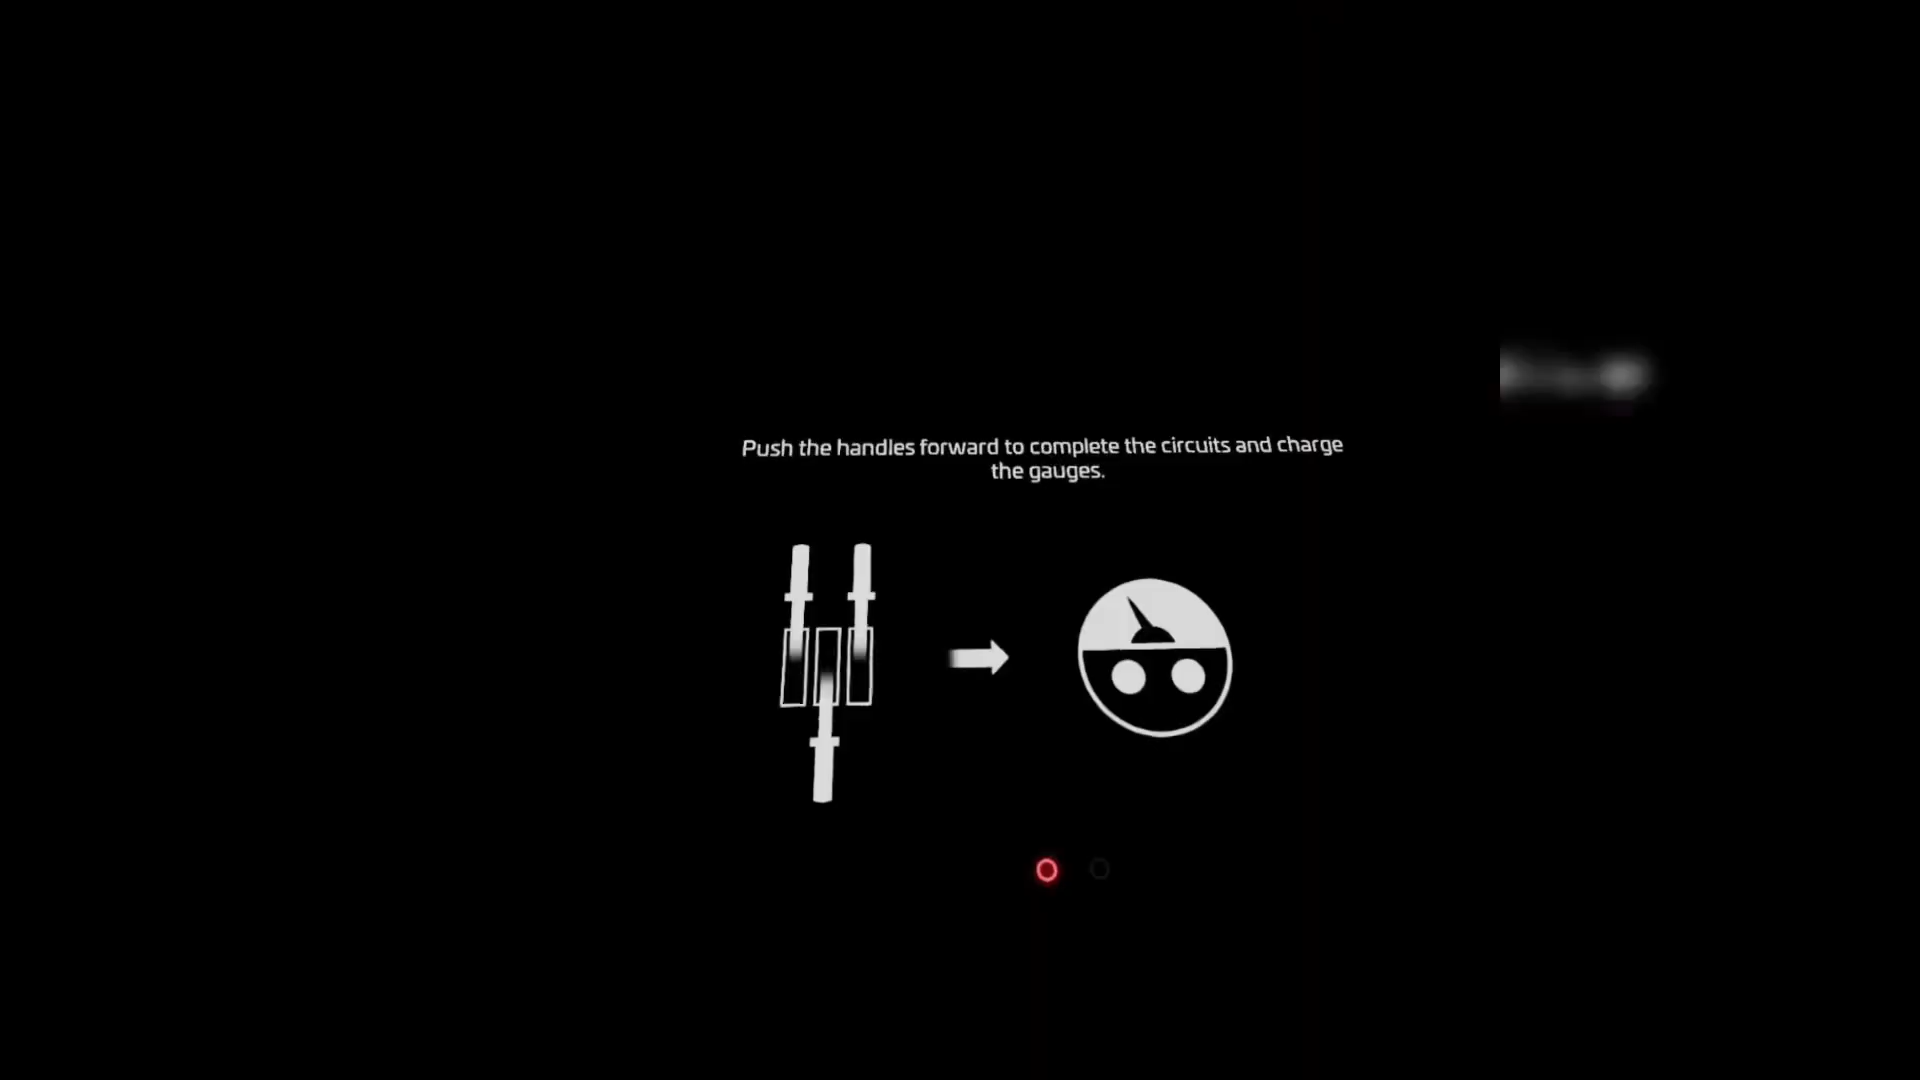 Push the handles forward to complete the circuits and charge
the gauges.